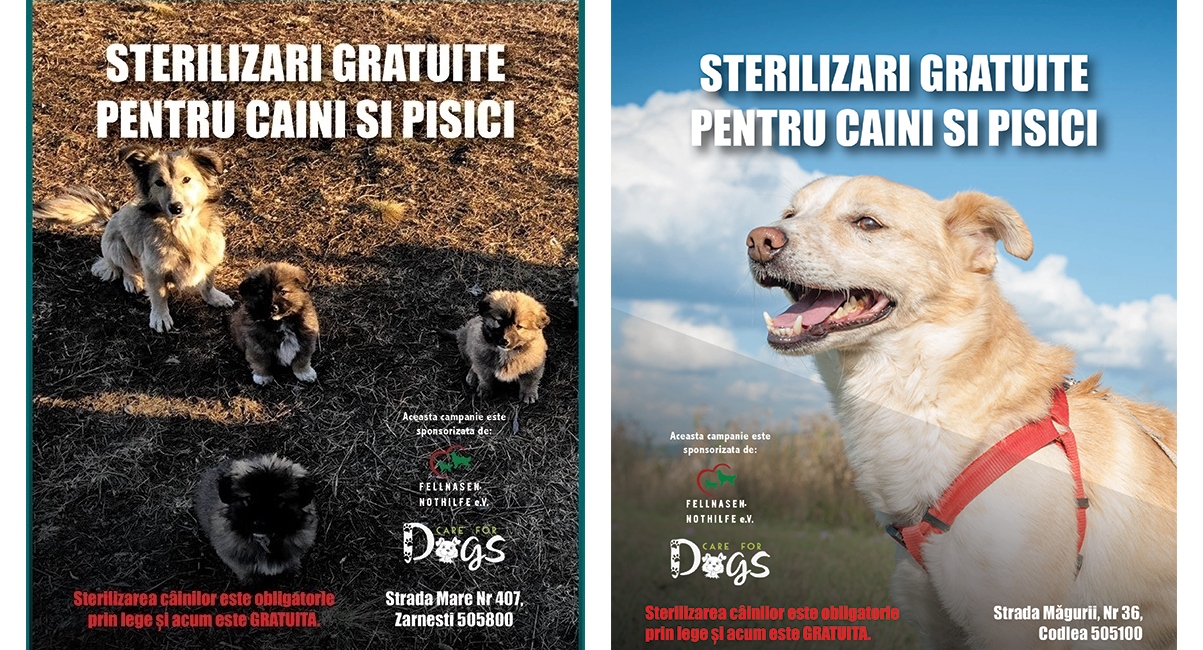 STERILIZARI GRATUITE
PENTRU CAINI SI PISICI
Aceasta campanie este
sponsorizata de:
FELLNASEN-
NOTHILFE e.V.
CARE FOR
Dogs
Sterilizarea câinilor este obligatorie
prin lege și acum este GRATUITĂ.
Strada Mare Nr 407,
Zarnesti 505800
STERILIZARI GRATUITE
PENTRU CAINI SI PISICI
Aceasta campanie este
sponsorizata de:
FELLNASEN-
NOTHILFE e.V.
CARE FOR
Dogs
Sterilizarea câinilor este obligatorie
prin lege și acum este GRATUITĂ.
Strada Măgurii, Nr 36,
Codlea 505100